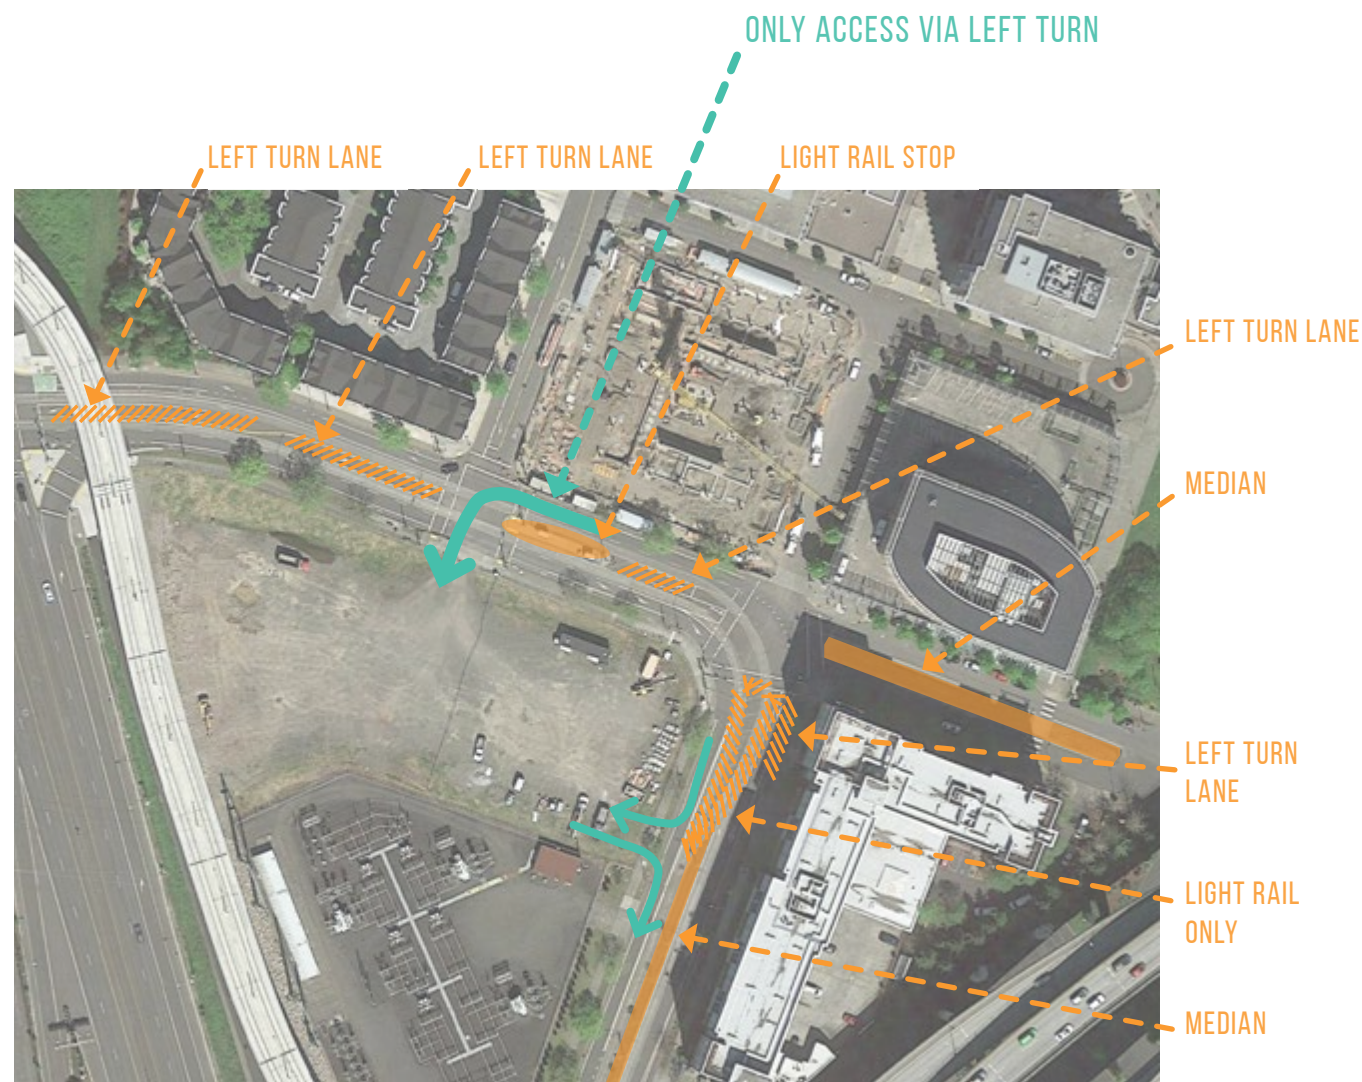 ONLY ACCESS VIA LEFT TURN
LEFT TURN LANE
LEFT TURN LANE
LIGHT RAIL STOP
LEFT TURN LANE
MEDIAN
LEFT TURN
LANE
LIGHT RAIL
ONLY
MEDIAN